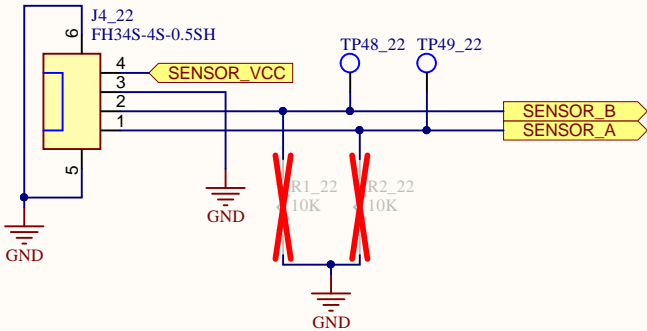 J4_22
FH34S-4S-0.5SH
6
4
3
2
1
5
SENSOR_VCC
TP48_22
TP49_22
SENSOR_B
SENSOR_A
R1_22
10K
R2_22
10K
GND
GND
GND